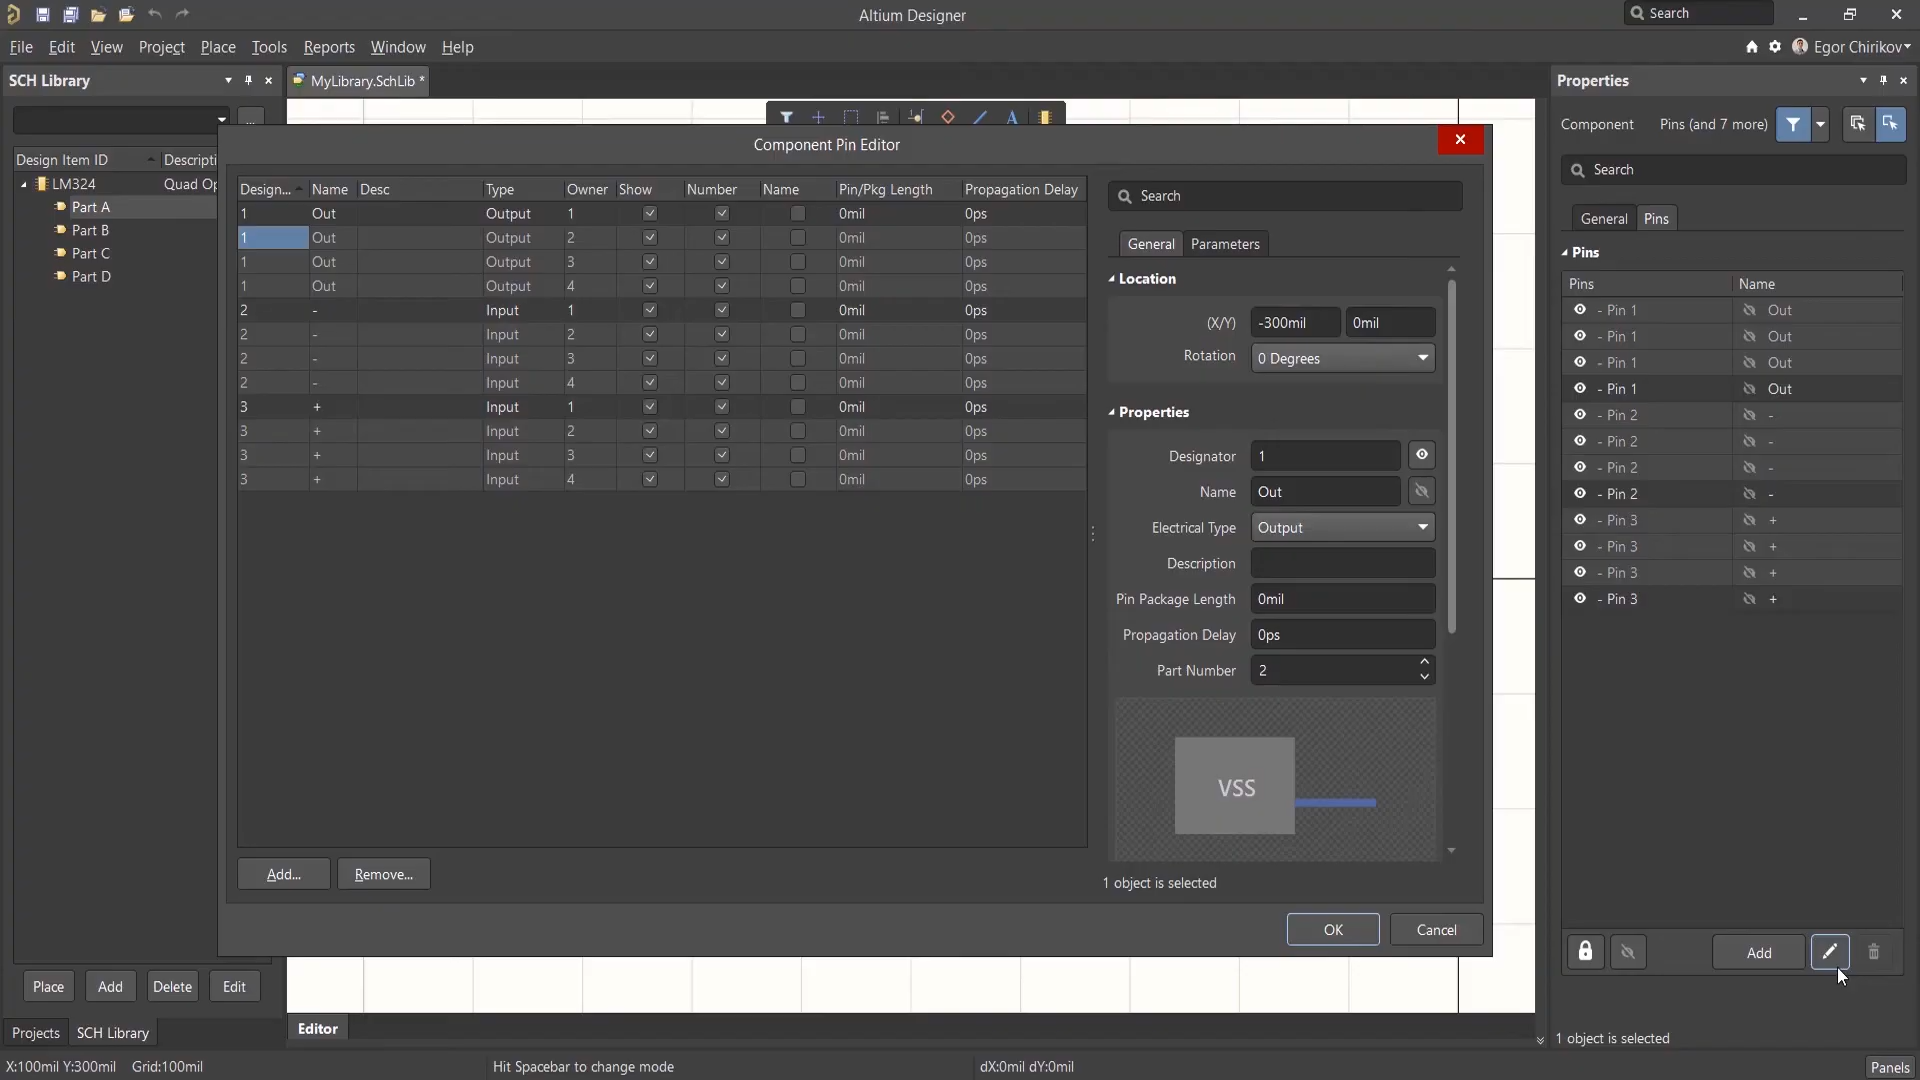 Altium Designer
Search
File Edit View Project Place Tools Reports Window Help
Egor Chirikov
SCH Library
MyLibrary.SchLib *
Properties
Component Pins (and 7 more)
...
Search
Design Item ID Descripti
LM324 Quad Op
Part A
Part B
Part C
Part D
General Pins
Pins
Pins Name
- Pin 1 Out
- Pin 1 Out
- Pin 1 Out
- Pin 1 Out
- Pin 2 -
- Pin 2 -
- Pin 2 -
- Pin 2 -
- Pin 3 +
- Pin 3 +
- Pin 3 +
- Pin 3 +
Add
1 object is selected
Component Pin Editor
Design... Name Desc Type Owner Show Number Name Pin/Pkg Length Propagation Delay
1 Out Output 1 0mil 0ps
1 Out Output 2 0mil 0ps
1 Out Output 3 0mil 0ps
1 Out Output 4 0mil 0ps
2 - Input 1 0mil 0ps
2 - Input 2 0mil 0ps
2 - Input 3 0mil 0ps
2 - Input 4 0mil 0ps
3 + Input 1 0mil 0ps
3 + Input 2 0mil 0ps
3 + Input 3 0mil 0ps
3 + Input 4 0mil 0ps
Search
General Parameters
Location
(X/Y) -300mil 0mil
Rotation 0 Degrees
Properties
Designator 1
Name Out
Electrical Type Output
Description
Pin Package Length 0mil
Propagation Delay 0ps
Part Number 2
VSS
Add... Remove...
1 object is selected
OK Cancel
Place Add Delete Edit
Projects SCH Library
Editor
X:100mil Y:300mil Grid:100mil
Hit Spacebar to change mode
dX:0mil dY:0mil
Panels